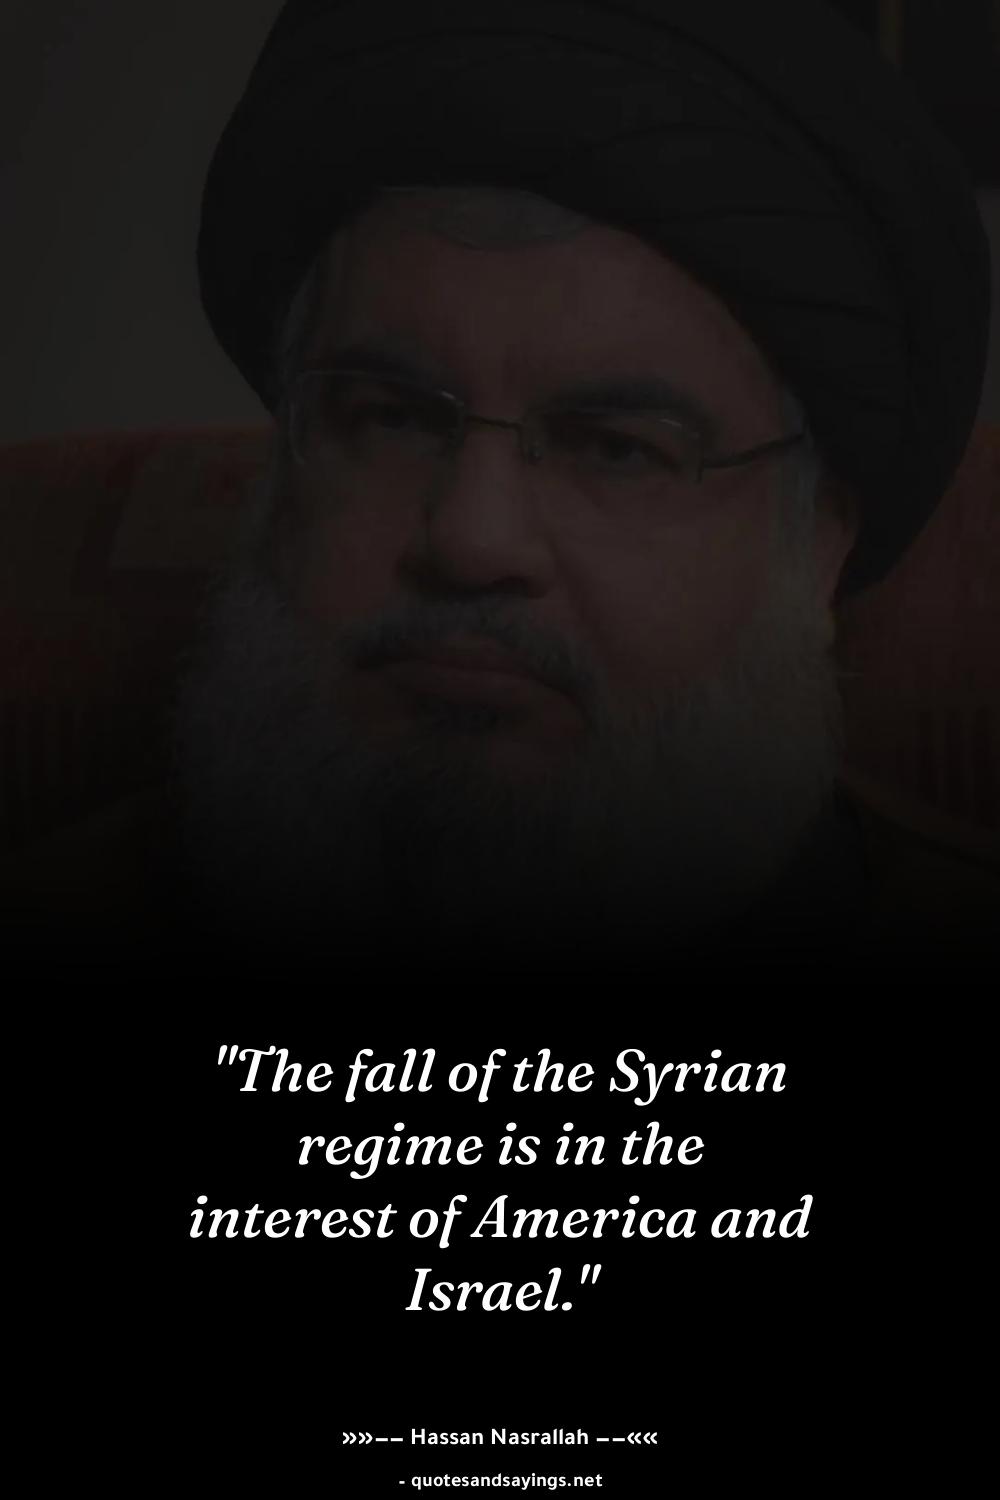 "The fall of the Syrian
regime is in the
interest of America and
Israel."
»»−− Hassan Nasrallah −−««
- quotesandsayings.net